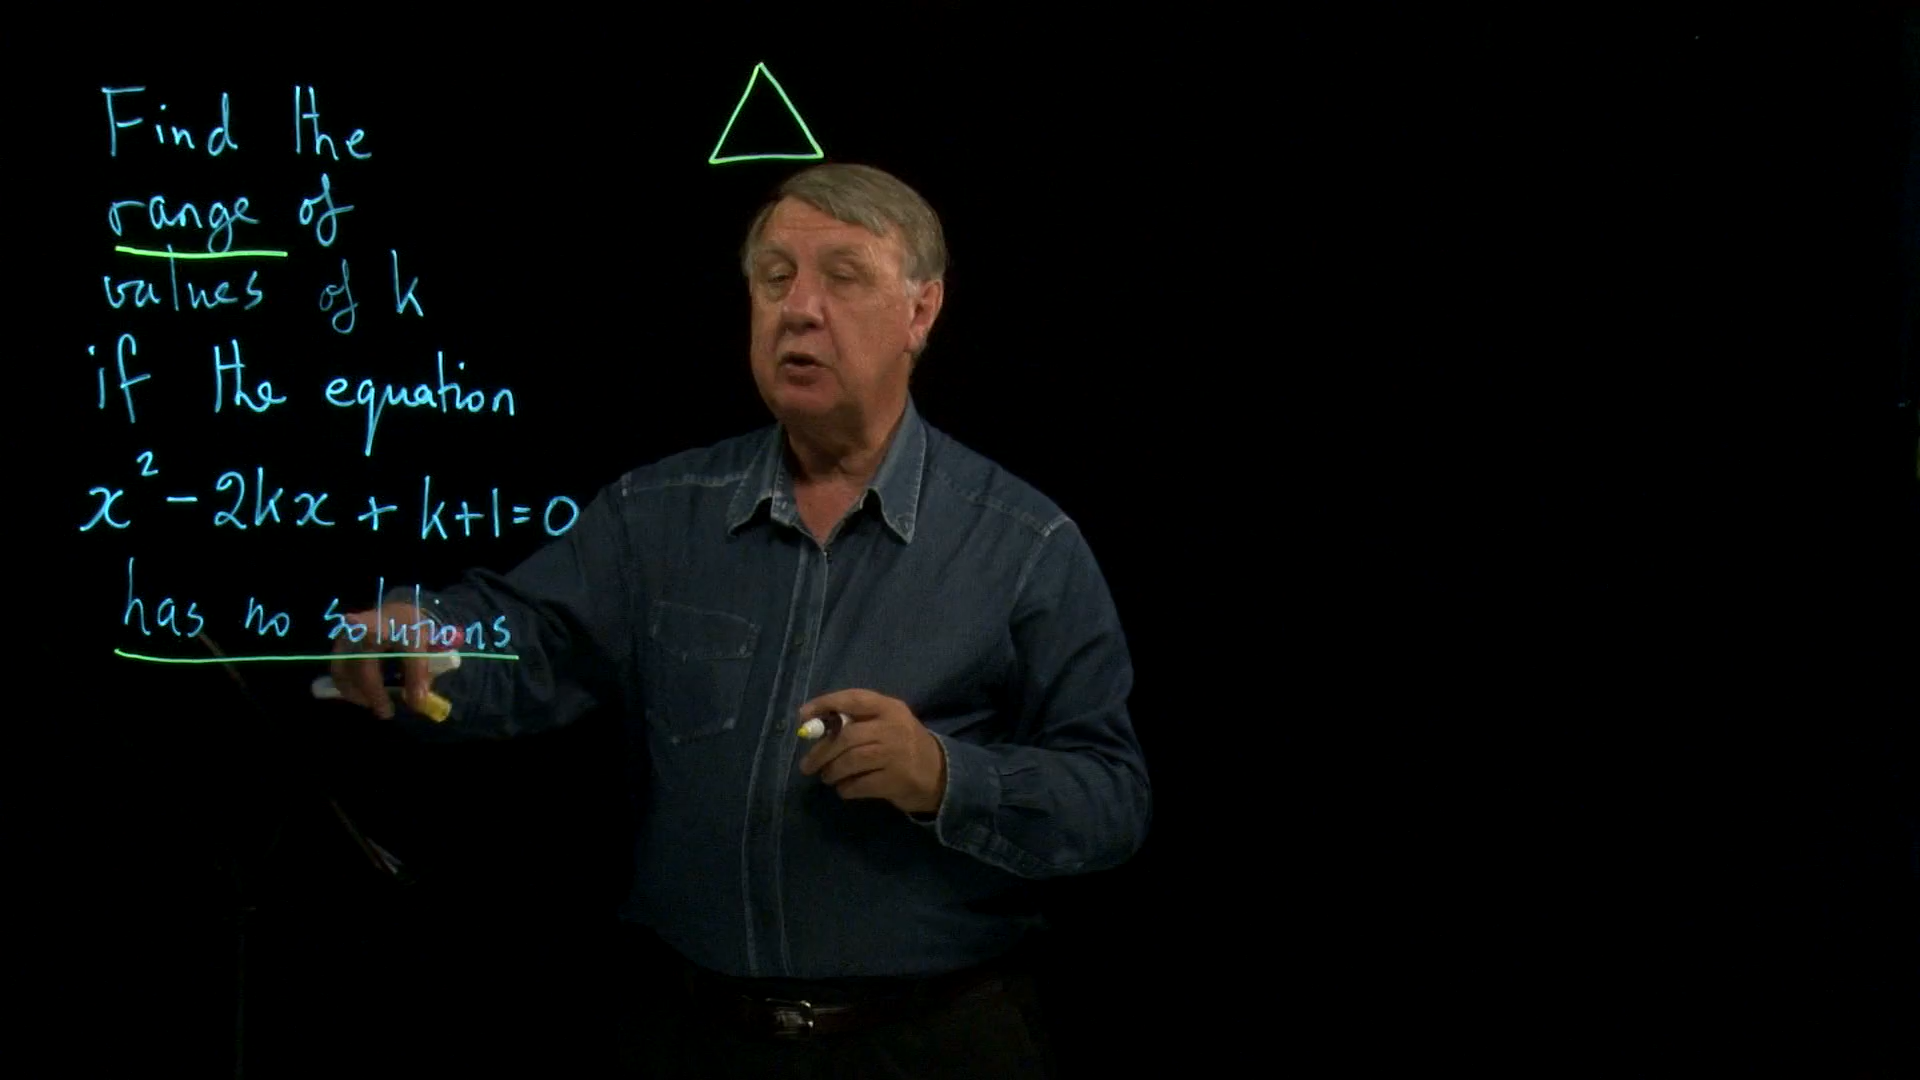 Find the
range of
values of k
if the equation
x² - 2kx + k+1=0
has no solutions